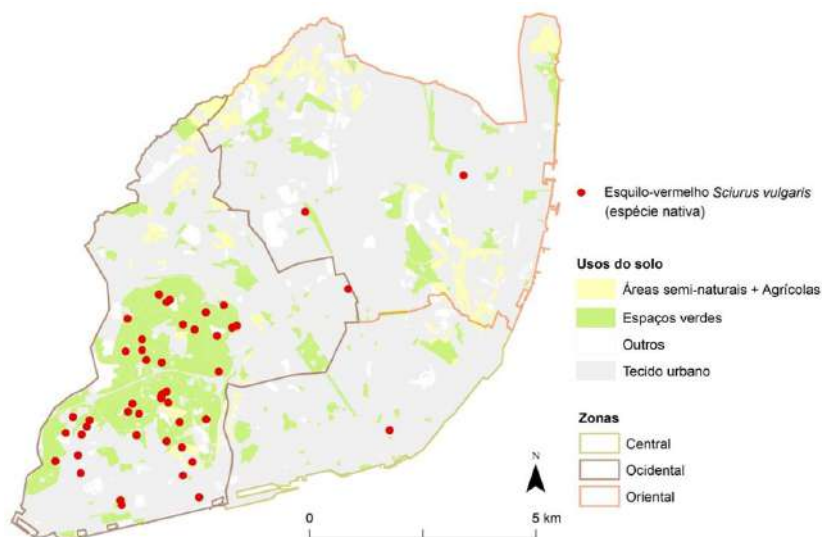 Esquilo-vermelho Sciurus vulgaris
(espécie nativa)
Usos do solo
Áreas semi-naturais + Agrícolas
Espaços verdes
Outros
Tecido urbano
Zonas
Central
Ocidental
Oriental
N
0 5 km